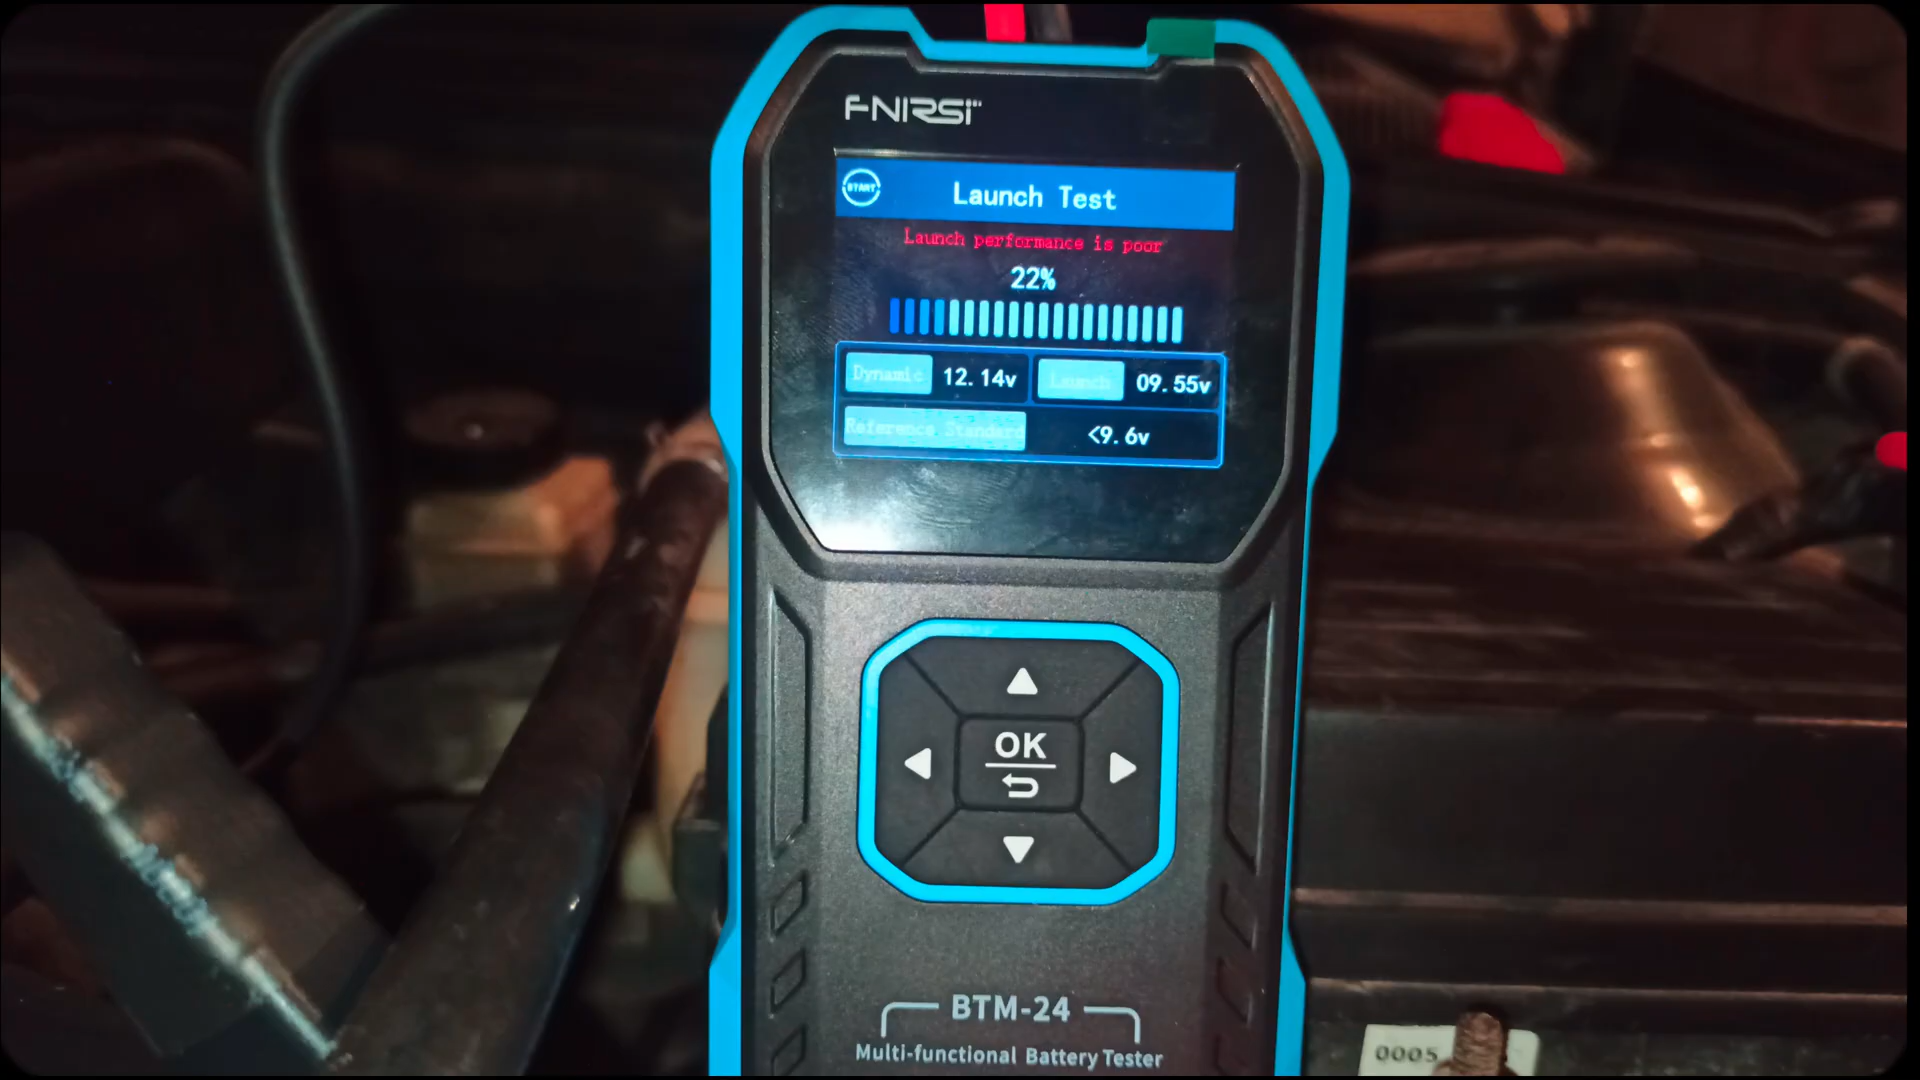 FNIRSI
START
Launch Test
Launch performance is poor
22%
Dynamic 12.14v Launch 09.55v
Reference Standard <9.6v
OK
BTM-24
Multi-functional Battery Tester
0005